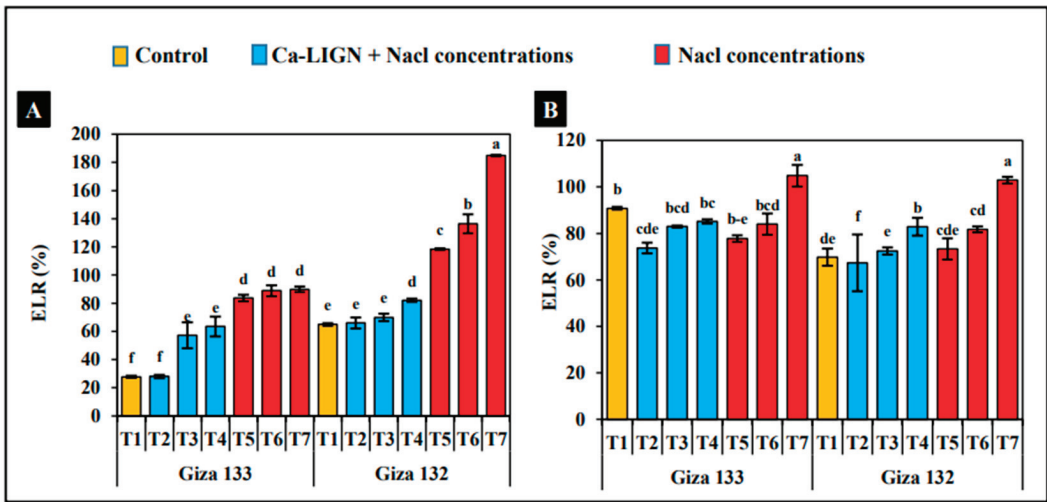 Control
Ca-LIGN + Nacl concentrations
Nacl concentrations
A
ELR (%)
200
180
160
140
120
100
80
60
40
20
0
f f e e d d d e e e d c b a
T1 T2 T3 T4 T5 T6 T7 T1 T2 T3 T4 T5 T6 T7
Giza 133 Giza 132
B
ELR (%)
120
100
80
60
40
20
0
b cde bcd bc b-e bcd a de f e b cde cd a
T1 T2 T3 T4 T5 T6 T7 T1 T2 T3 T4 T5 T6 T7
Giza 133 Giza 132